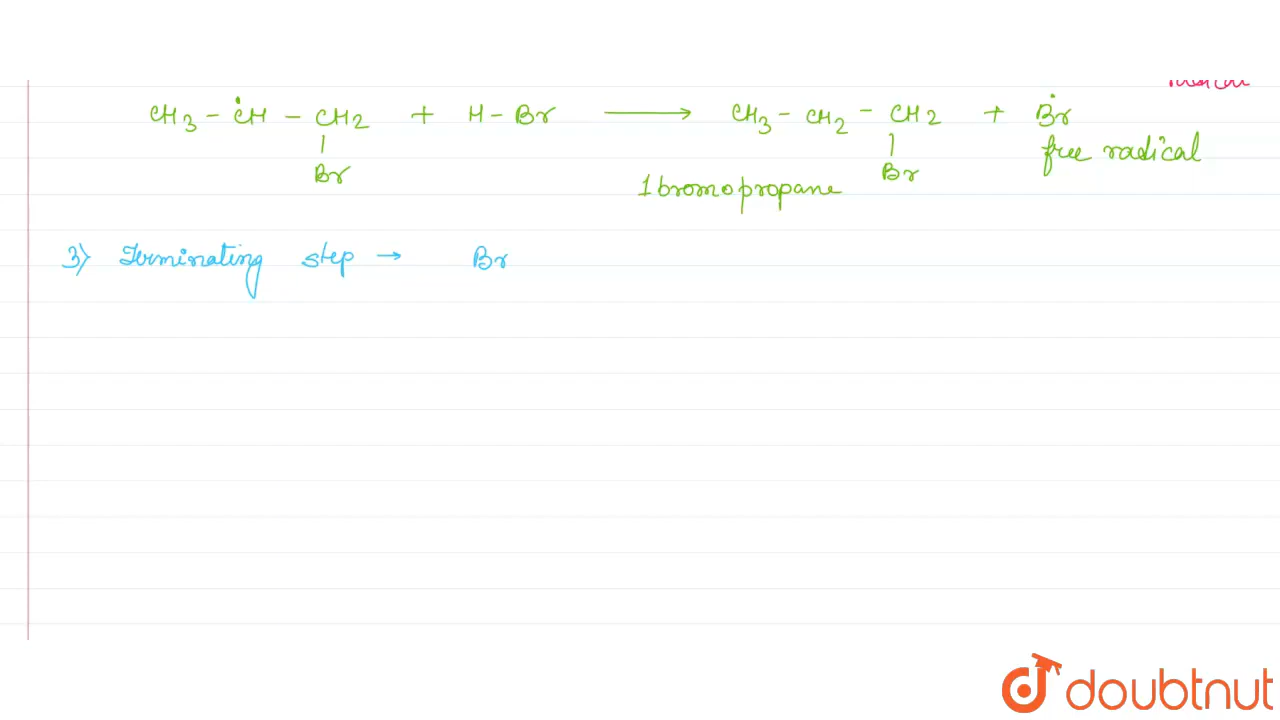 CH3 - ĊH - CH2 + H - Br ⟶ CH3 - CH2 - CH2 + Ḃr
| | free radical
Br Br
1 bromopropane
3) Terminating step → Br
doubtnut